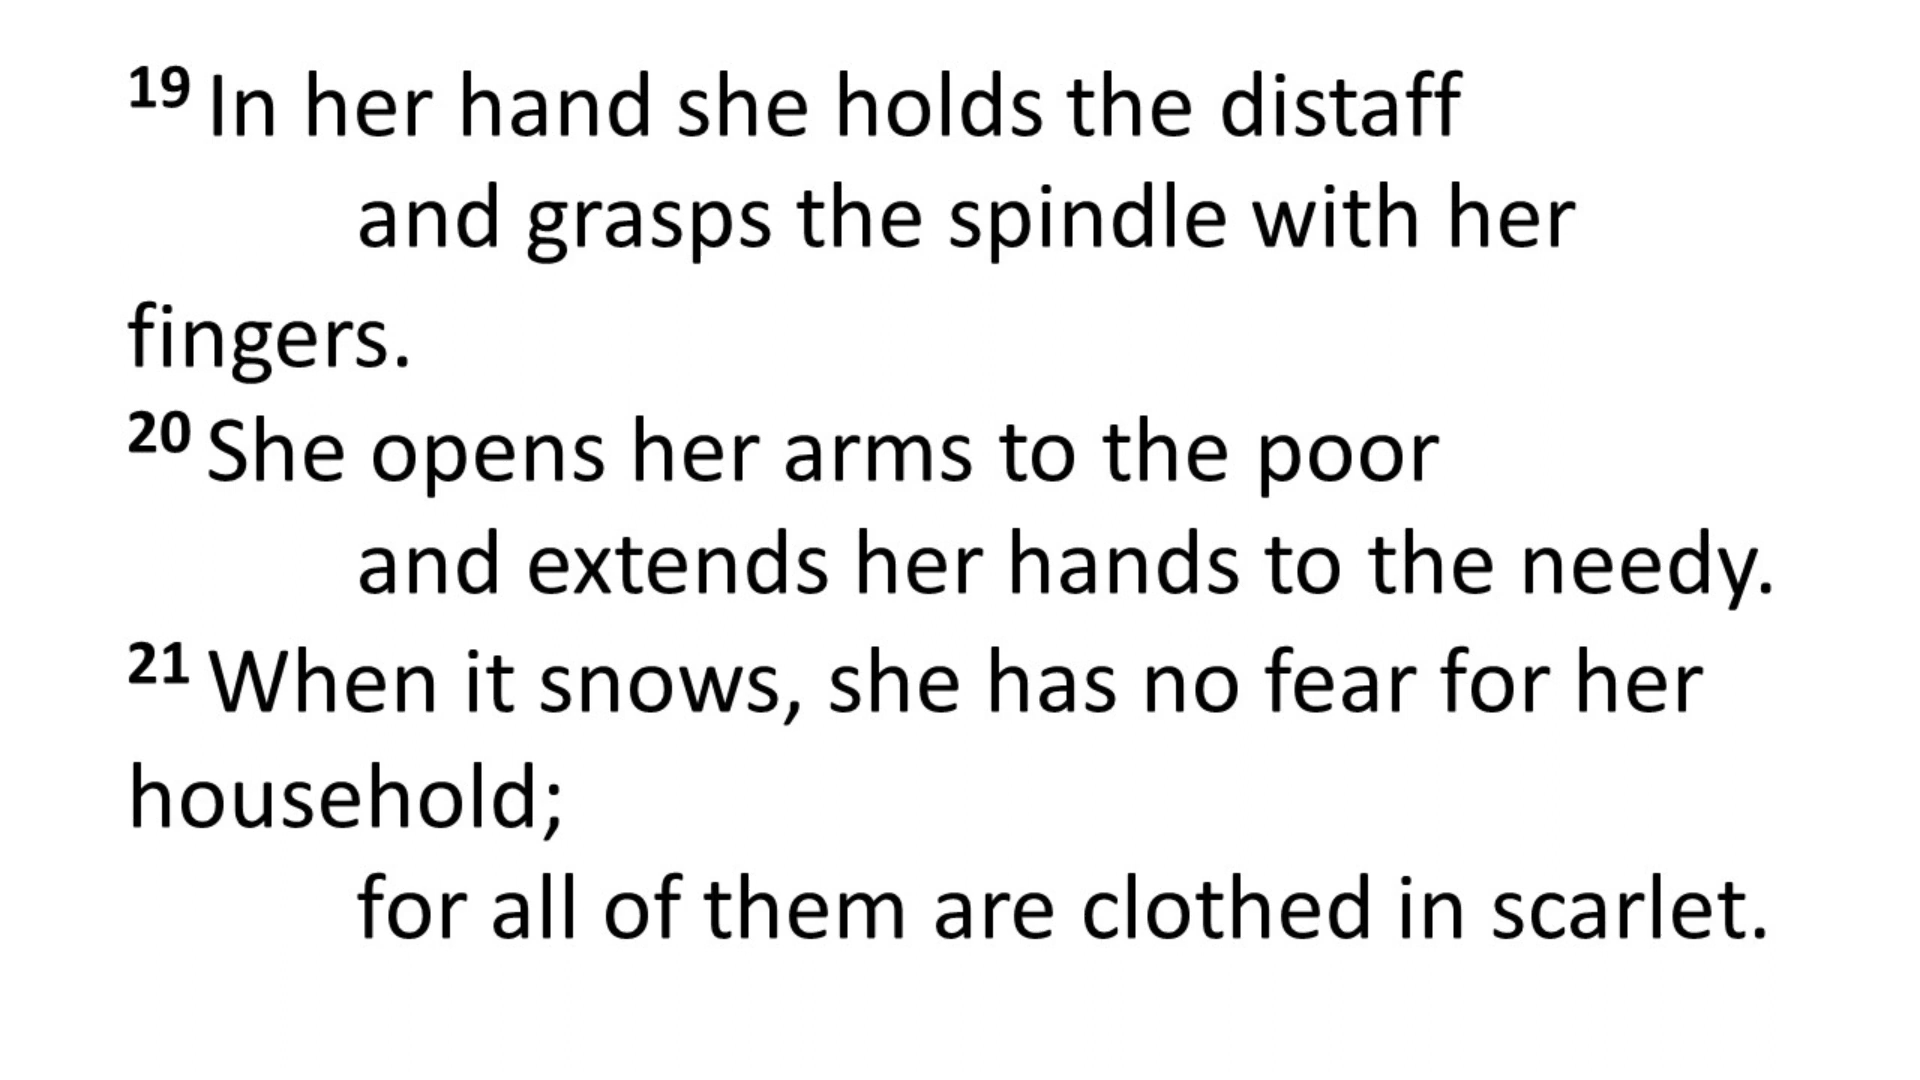 19 In her hand she holds the distaff
and grasps the spindle with her
fingers.
20 She opens her arms to the poor
and extends her hands to the needy.
21 When it snows, she has no fear for her
household;
for all of them are clothed in scarlet.